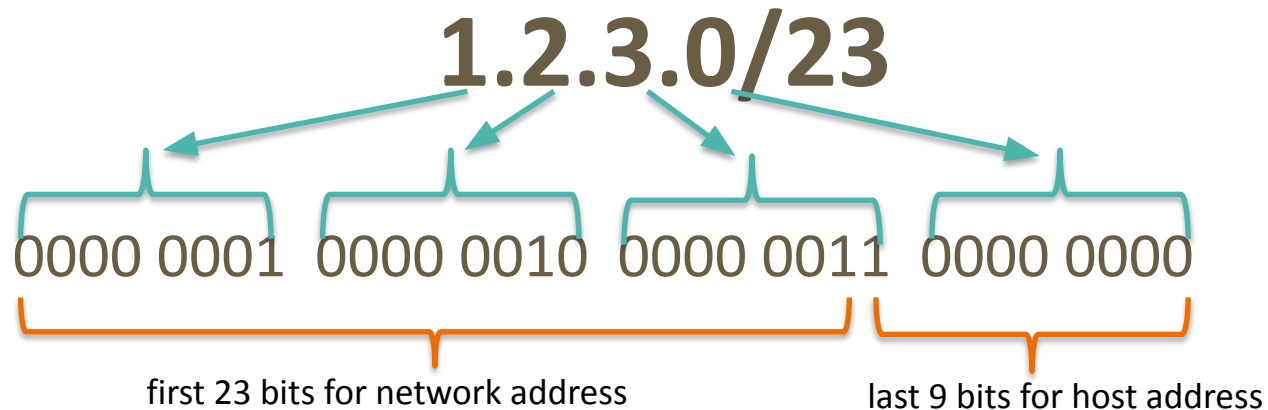 1.2.3.0/23
0000 0001 0000 0010 0000 0011 0000 0000
first 23 bits for network address
last 9 bits for host address